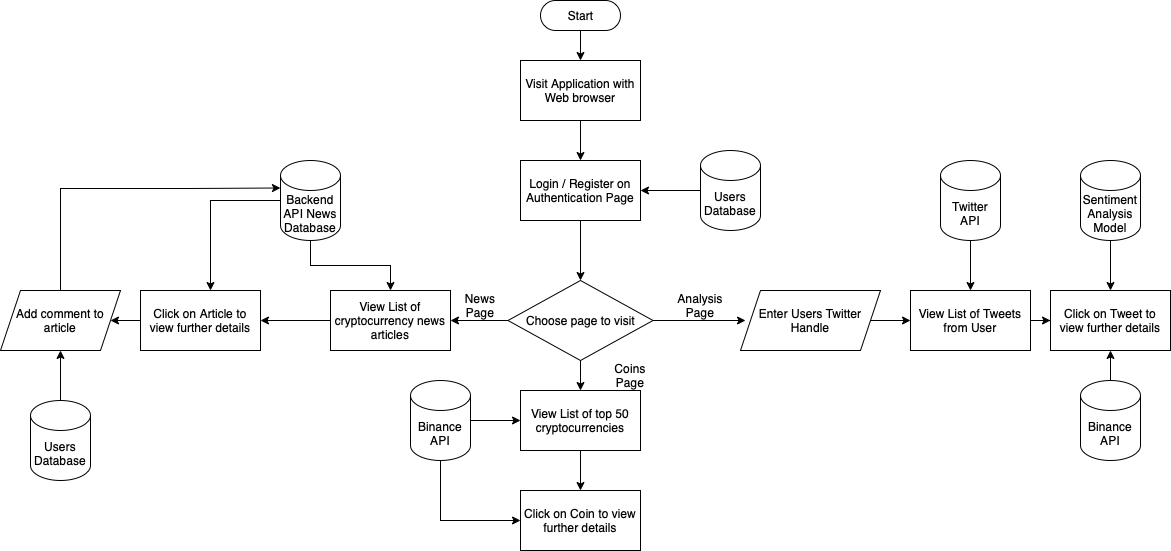 Start
Visit Application with
Web browser
Login / Register on
Authentication Page
Users
Database
Backend
API News
Database
Twitter
API
Sentiment
Analysis
Model
Add comment to
article
Click on Article to
view further details
View List of
cryptocurrency news
articles
News
Page
Choose page to visit
Analysis
Page
Enter Users Twitter
Handle
View List of Tweets
from User
Click on Tweet to
view further details
Coins
Page
Users
Database
Binance
API
View List of top 50
cryptocurrencies
Binance
API
Click on Coin to view
further details